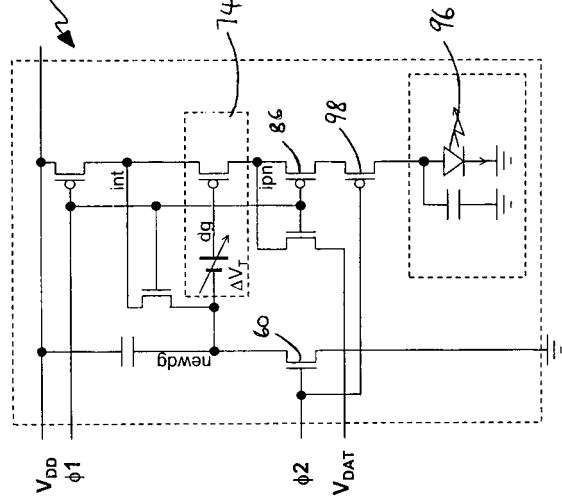 74
86
98
96
int
dg
ipn
ΔV_T
newdg
60
V_DD
φ1
φ2
V_DAT